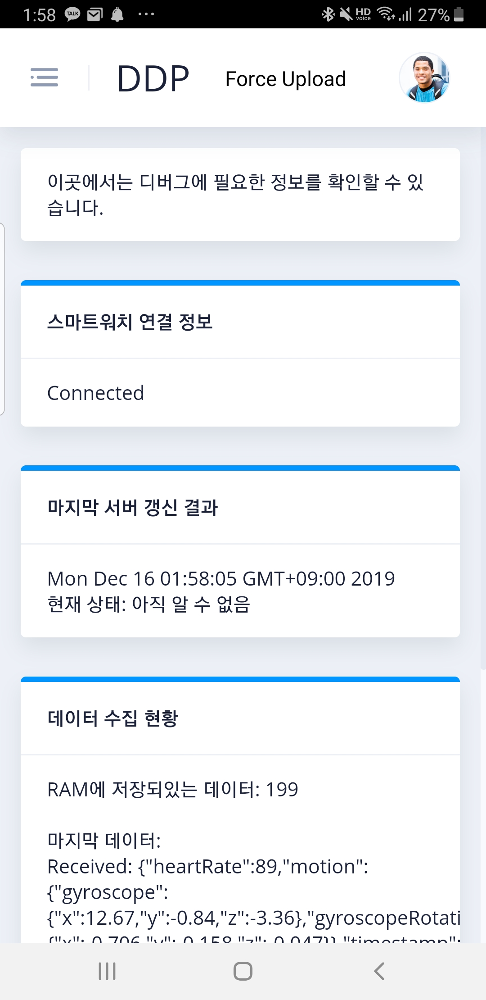 1:58 TALK HD voice 27%
DDP Force Upload
이곳에서는 디버그에 필요한 정보를 확인할 수 있
습니다.
스마트워치 연결 정보
Connected
마지막 서버 갱신 결과
Mon Dec 16 01:58:05 GMT+09:00 2019
현재 상태: 아직 알 수 없음
데이터 수집 현황
RAM에 저장되있는 데이터: 199
마지막 데이터:
Received: {"heartRate":89,"motion":
{"gyroscope":
{"x":12.67,"y":-0.84,"z":-3.36},"gyroscopeRotati
{"x":-0.706,"y":-0.158,"z":-0.047}},"timestamp":